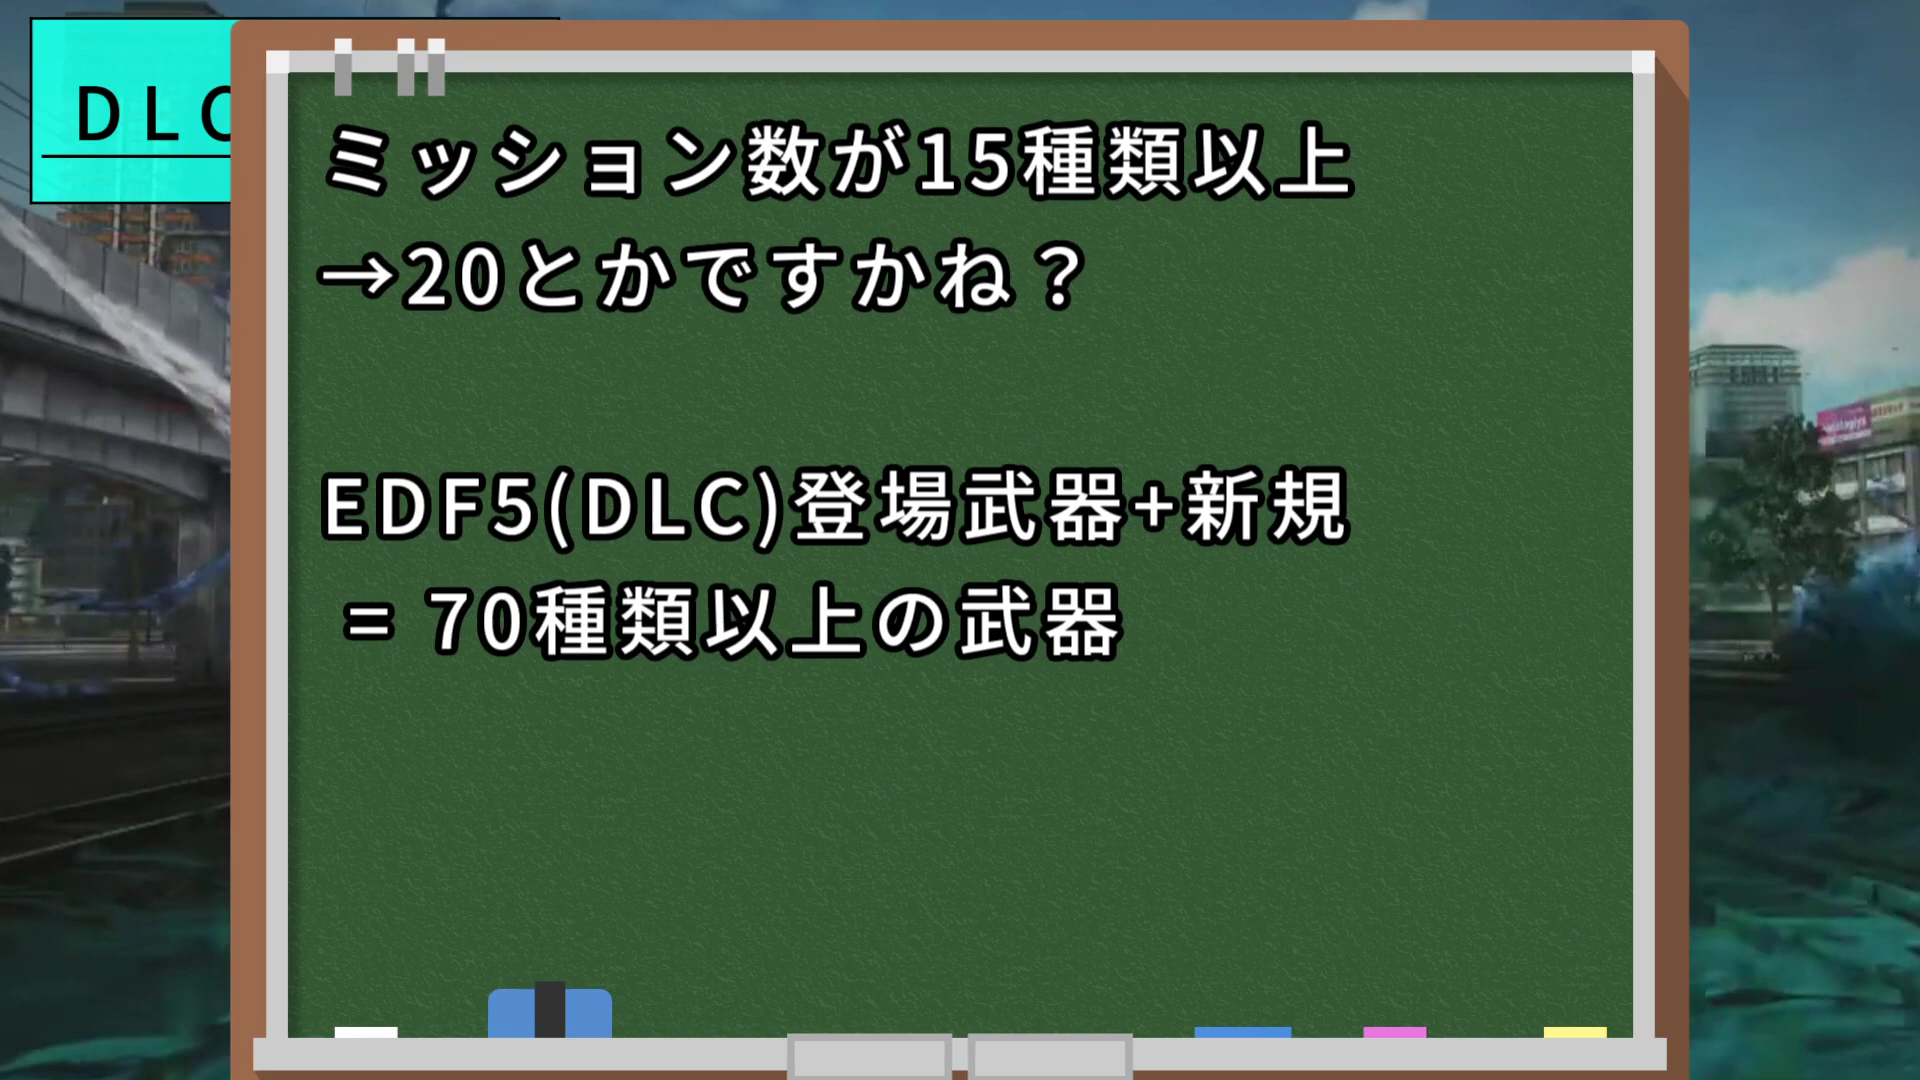 DLC
ミッション数が15種類以上
→20とかですかね？
EDF5(DLC)登場武器+新規
= 70種類以上の武器